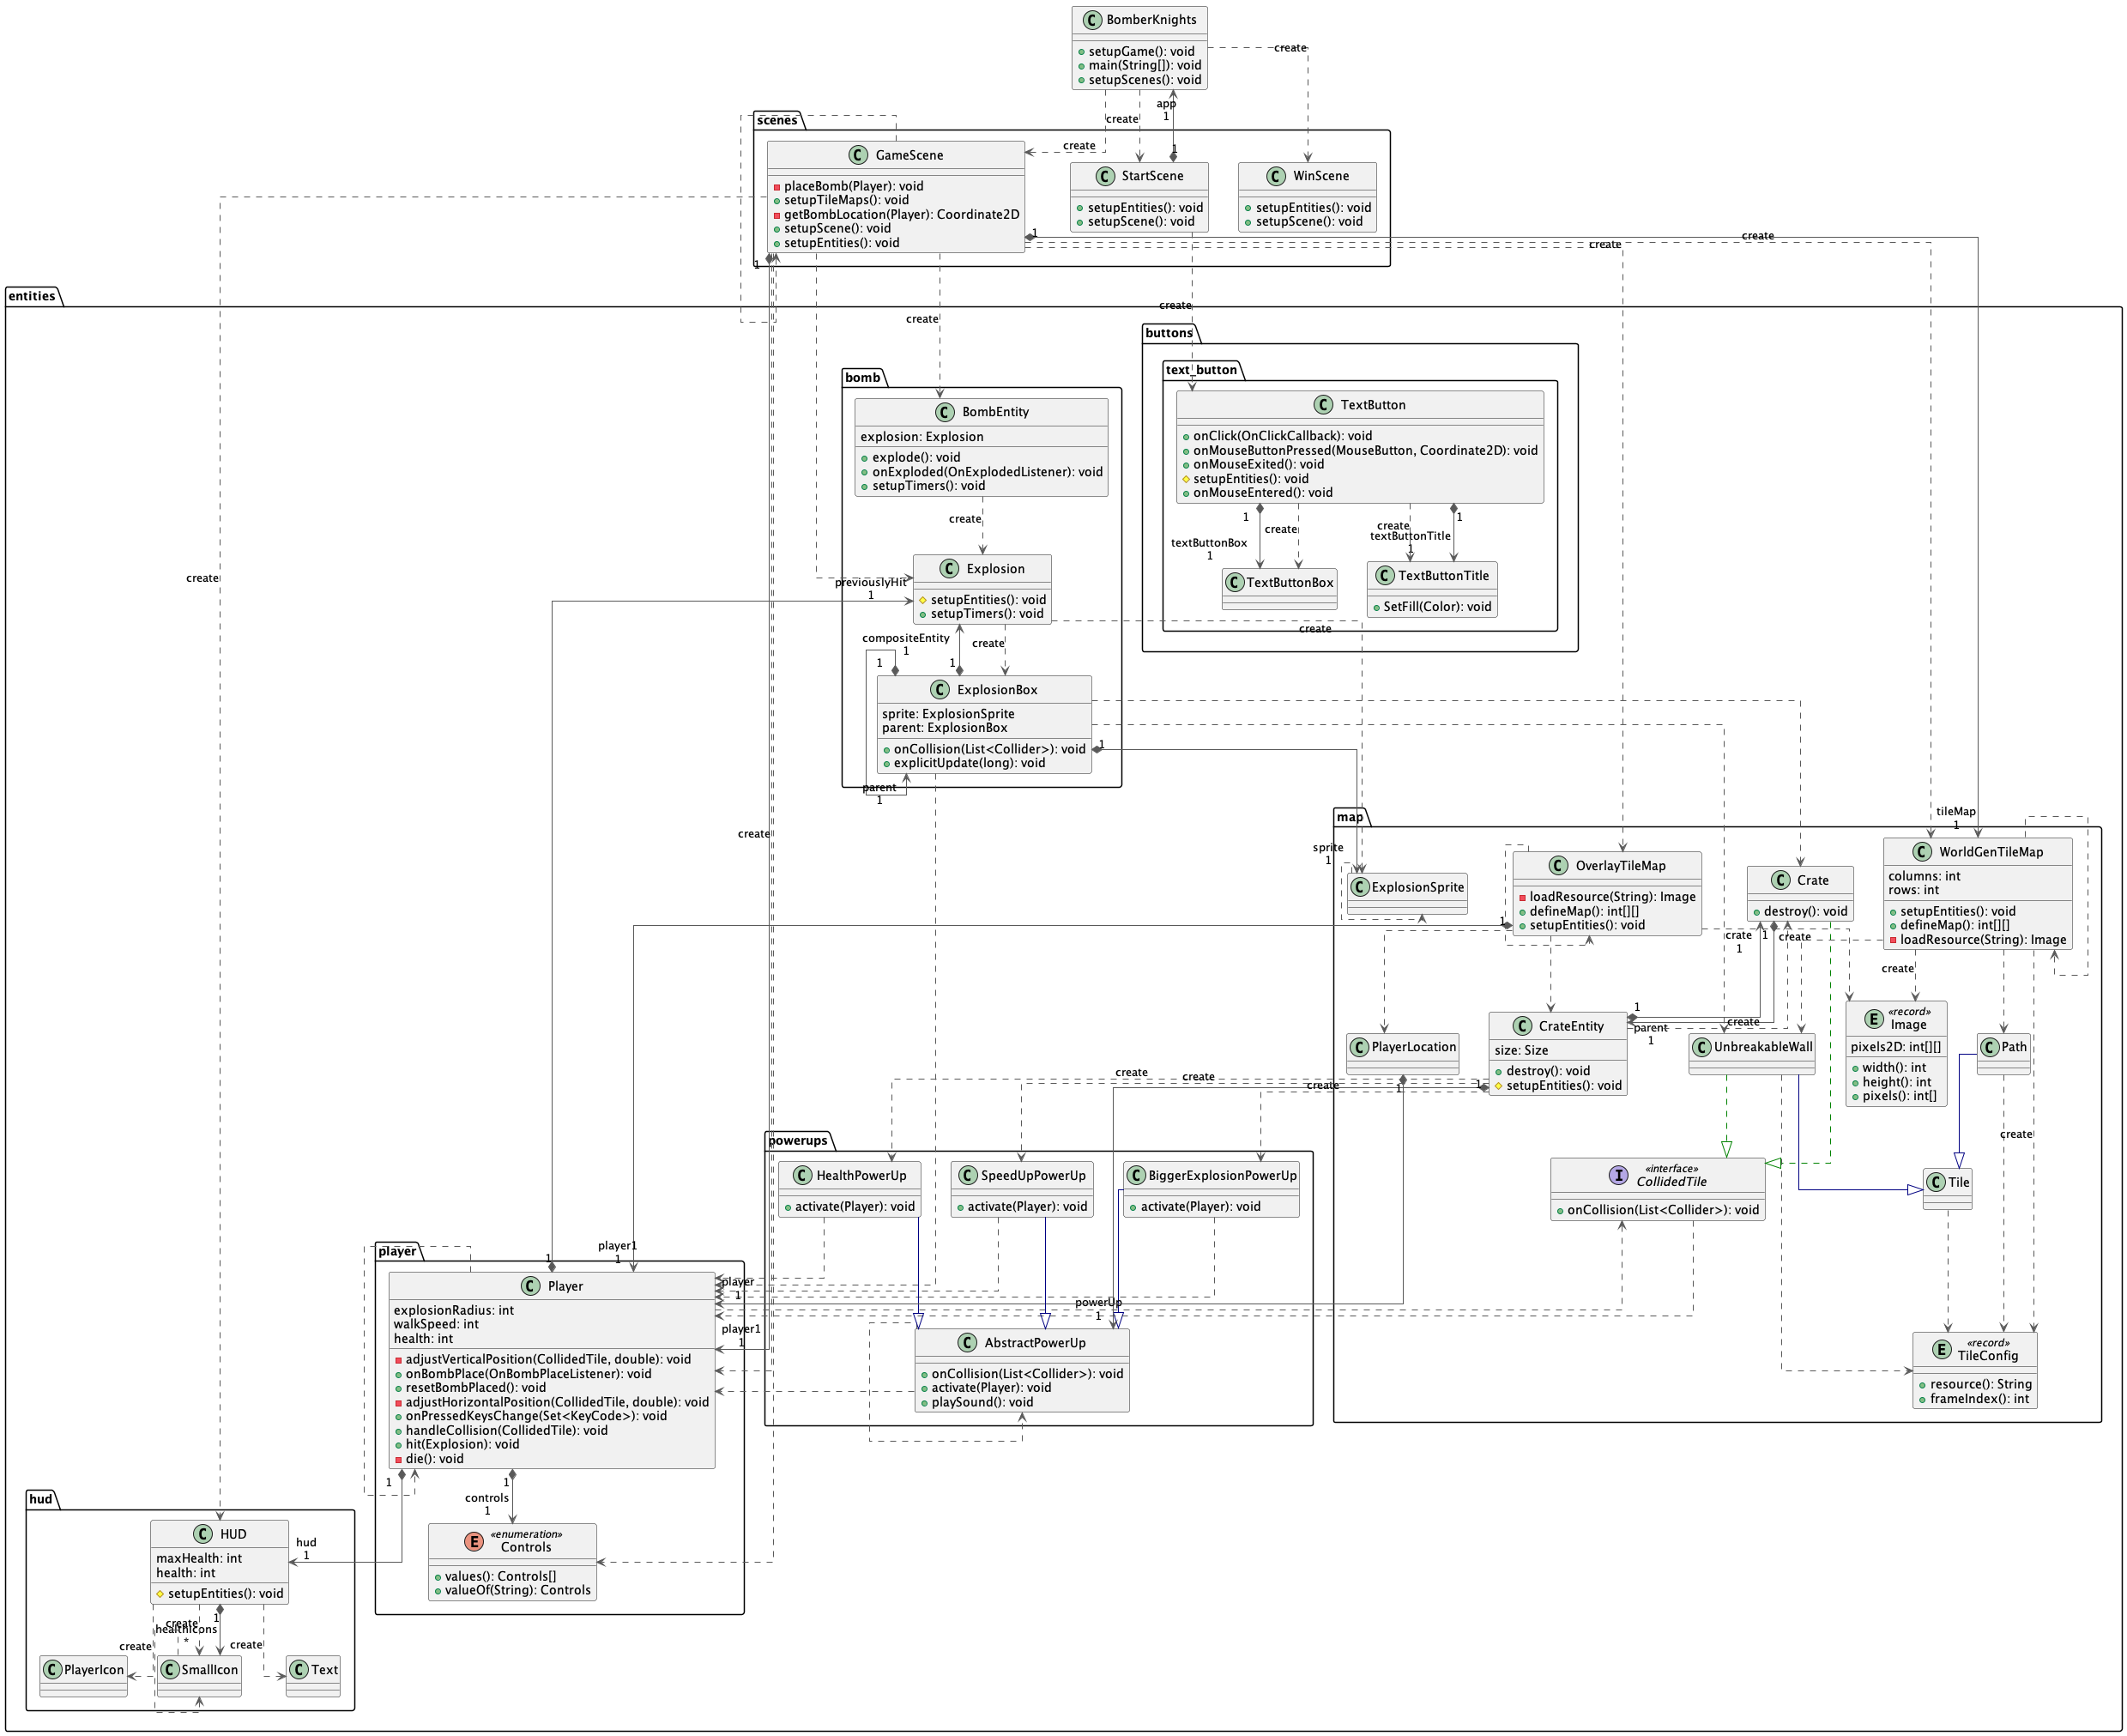 BomberKnights
+setupGame(): void
+main(String[]): void
+setupScenes(): void
create
create
create
app
1
1
scenes
GameScene
placeBomb(Player): void
setupTileMaps(): void
getBombLocation(Player): Coordinate2D
setupScene(): void
setupEntities(): void
StartScene
setupEntities(): void
setupScene(): void
WinScene
setupEntities(): void
setupScene(): void
1
create
create
1
entities
create
create
buttons
text_button
TextButton
onClick(OnClickCallback): void
onMouseButtonPressed(MouseButton, Coordinate2D): void
onMouseExited(): void
setupEntities(): void
onMouseEntered(): void
1
create
create
1
textButtonBox
1
textButtonTitle
1
TextButtonBox
TextButtonTitle
SetFill(Color): void
bomb
BombEntity
explosion: Explosion
explode(): void
onExploded(OnExplodedListener): void
setupTimers(): void
create
create
previouslyHit
1
Explosion
setupEntities(): void
setupTimers(): void
create
compositeEntity
1
create
1
1
ExplosionBox
sprite: ExplosionSprite
parent: ExplosionBox
onCollision(List<Collider>): void
explicitUpdate(long): void
1
parent
1
create
map
tileMap
1
sprite
1
ExplosionSprite
OverlayTileMap
loadResource(String): Image
defineMap(): int[][]
setupEntities(): void
1
Crate
destroy(): void
WorldGenTileMap
columns: int
rows: int
setupEntities(): void
defineMap(): int[][]
loadResource(String): Image
crate
1
1
create
create
PlayerLocation
1
CrateEntity
size: Size
destroy(): void
setupEntities(): void
1
1
parent
1
create
UnbreakableWall
«record»
Image
pixels2D: int[][]
width(): int
height(): int
pixels(): int[]
Path
create
create
create
create
«interface»
CollidedTile
onCollision(List<Collider>): void
Tile
«record»
TileConfig
resource(): String
frameIndex(): int
powerups
HealthPowerUp
activate(Player): void
SpeedUpPowerUp
activate(Player): void
BiggerExplosionPowerUp
activate(Player): void
powerUp
1
AbstractPowerUp
onCollision(List<Collider>): void
activate(Player): void
playSound(): void
player
1
player1
1
player
1
player1
1
Player
explosionRadius: int
walkSpeed: int
health: int
adjustVerticalPosition(CollidedTile, double): void
onBombPlace(OnBombPlaceListener): void
resetBombPlaced(): void
adjustHorizontalPosition(CollidedTile, double): void
onPressedKeysChange(Set<KeyCode>): void
handleCollision(CollidedTile): void
hit(Explosion): void
die(): void
1
1
controls
1
«enumeration»
Controls
values(): Controls[]
valueOf(String): Controls
hud
HUD
maxHealth: int
health: int
setupEntities(): void
hud
1
1
create
healthIcons
*
create
create
PlayerIcon
SmallIcon
Text